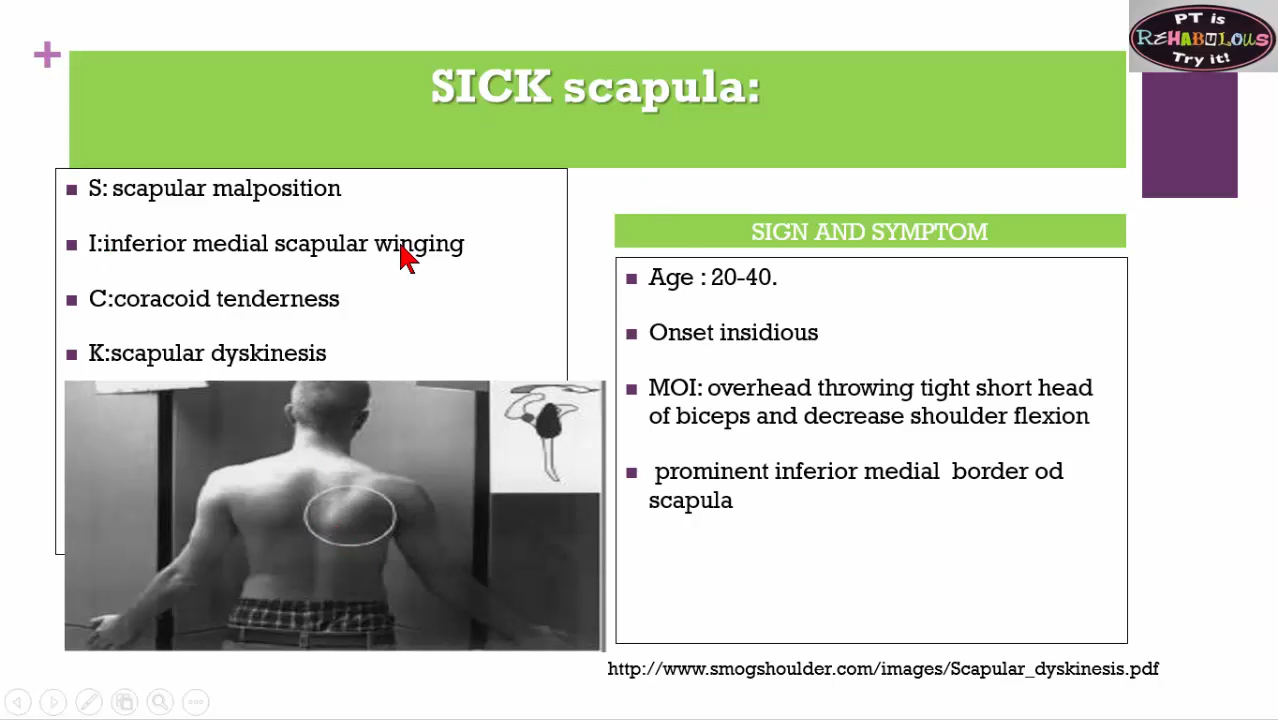 PT is
REHABULOUS
Try it!
SICK scapula:
S: scapular malposition
I:inferior medial scapular winging
C:coracoid tenderness
K:scapular dyskinesis
SIGN AND SYMPTOM
Age : 20-40.
Onset insidious
MOI: overhead throwing tight short head
of biceps and decrease shoulder flexion
prominent inferior medial border od
scapula
http://www.smogshoulder.com/images/Scapular_dyskinesis.pdf